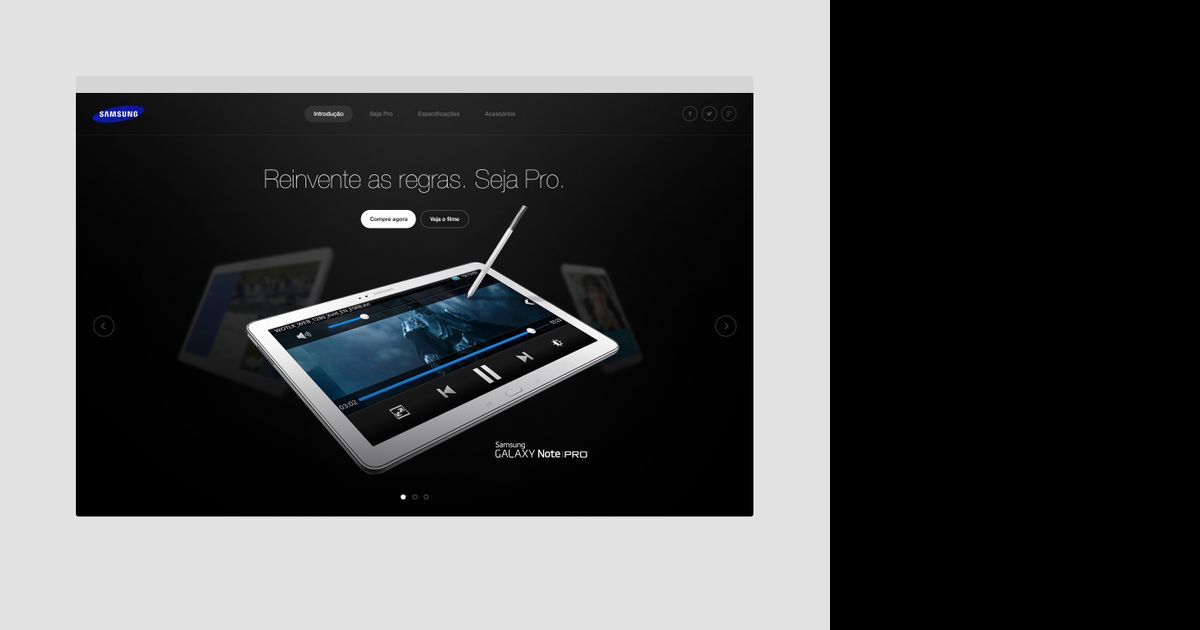 SAMSUNG
Introdução
Seja Pro
Especificações
Acessórios
Reinvente as regras. Seja Pro.
Compre agora
Veja o filme
SAMSUNG
03:02
Samsung
GALAXY Note PRO